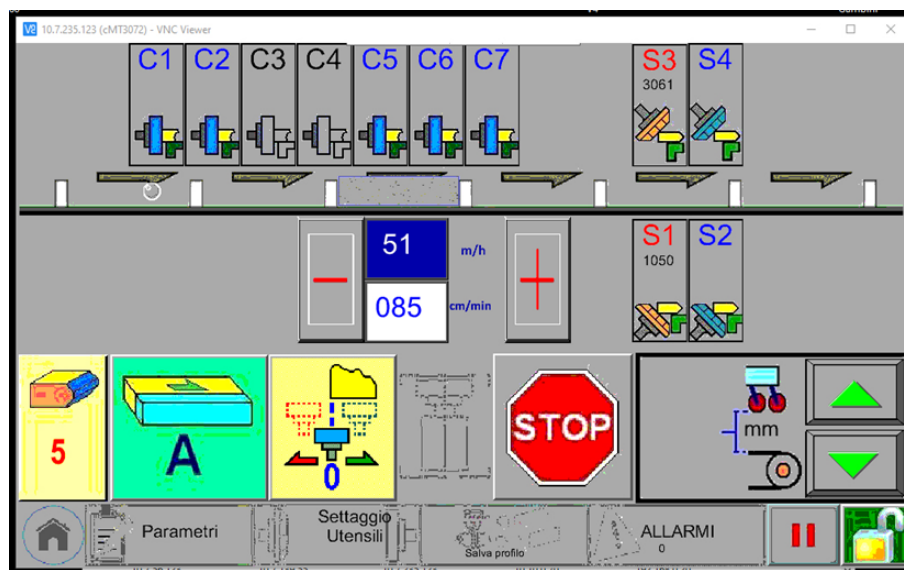 10.7.235.123 (cMT3072) - VNC Viewer
C1 C2 C3 C4 C5 C6 C7 S3 S4
3061
51 m/h
085 cm/min
S1 S2
1050
5
A
0
STOP
mm
Parametri
Settaggio
Utensili
Salva profilo
ALLARMI
0